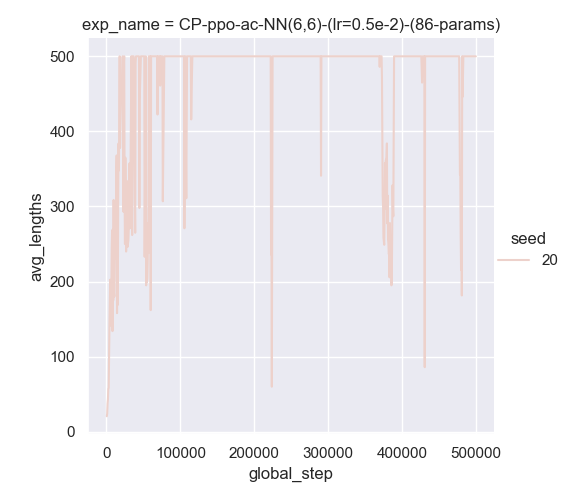 exp_name = CP-ppo-ac-NN(6,6)-(lr=0.5e-2)-(86-params)
500
400
300
200
100
0
avg_lengths
0 100000 200000 300000 400000 500000
global_step
seed
20